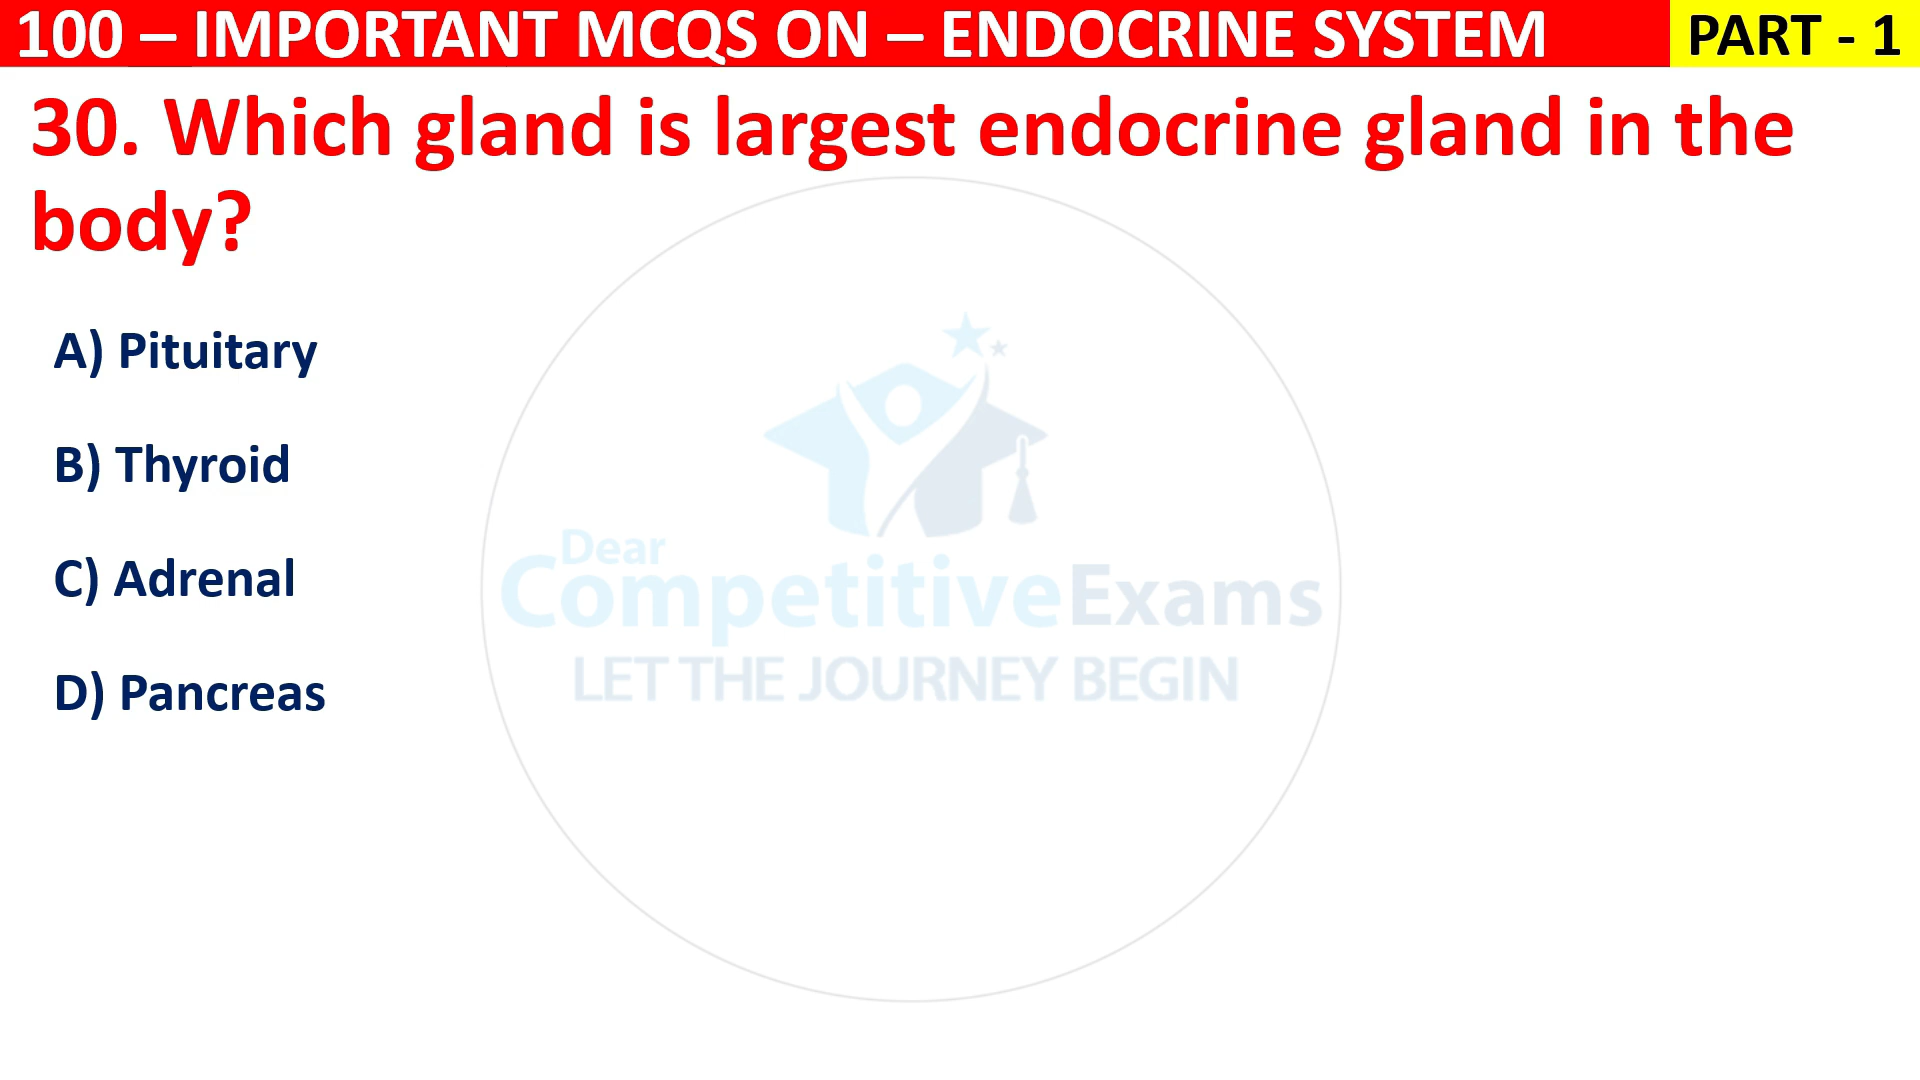 100 – IMPORTANT MCQS ON – ENDOCRINE SYSTEM
PART - 1
30. Which gland is largest endocrine gland in the
body?
A) Pituitary
B) Thyroid
C) Adrenal
D) Pancreas
Dear
CompetitiveExams
LET THE JOURNEY BEGIN